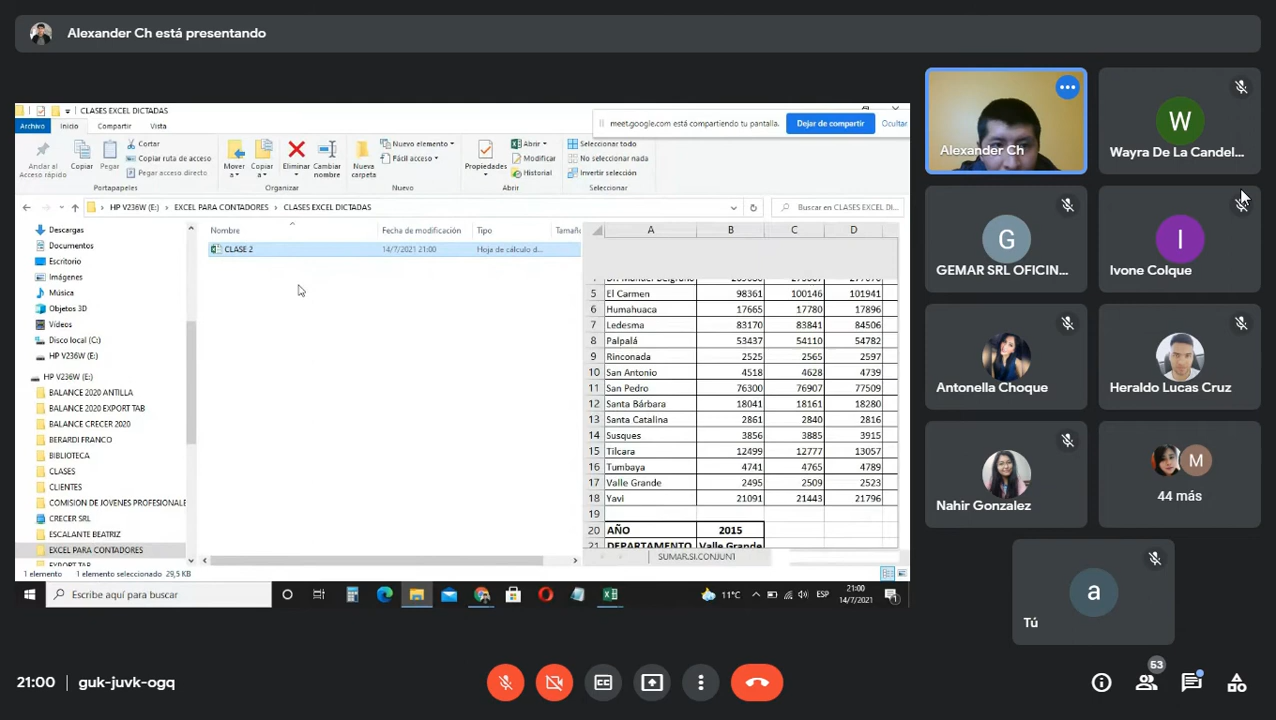 Alexander Ch está presentando
CLASES EXCEL DICTADAS
meet.google.com está compartiendo tu pantalla.
Dejar de compartir
Ocultar
Archivo
Inicio
Compartir
Vista
Anclar al
Acceso rápido
Copiar
Pegar
Cortar
Copiar ruta de acceso
Pegar acceso directo
Mover a
Copiar a
Eliminar
Cambiar nombre
Nueva carpeta
Nuevo elemento
Fácil acceso
Propiedades
Abrir
Modificar
Historial
Seleccionar todo
No seleccionar nada
Invertir selección
Portapapeles
Organizar
Nuevo
Abrir
Seleccionar
HP V236W (E:) > EXCEL PARA CONTADORES > CLASES EXCEL DICTADAS
Buscar en CLASES EXCEL DI...
Nombre
Fecha de modificación
Tipo
Tamaño
CLASE 2
14/7/2021 21:00
Hoja de cálculo d...
Descargas
Documentos
Escritorio
Imágenes
Música
Objetos 3D
Vídeos
Disco local (C:)
HP V236W (E:)
HP V236W (E:)
BALANCE 2020 ANTILLA
BALANCE 2020 EXPORT TAB
BALANCE CRECER 2020
BERARDI FRANCO
BIBLIOTECA
CLASES
CLIENTES
COMISION DE JOVENES PROFESIONALE
CRECER SRL
ESCALANTE BEATRIZ
EXCEL PARA CONTADORES
EXPORT TAB
1 elemento
1 elemento seleccionado 29,5 KB
A B C D
5 El Carmen 98361 100146 101941
6 Humahuaca 17665 17780 17896
7 Ledesma 83170 83841 84506
8 Palpalá 53437 54110 54782
9 Rinconada 2525 2565 2597
10 San Antonio 4518 4628 4739
11 San Pedro 76300 76907 77509
12 Santa Bárbara 18041 18161 18280
13 Santa Catalina 2861 2840 2816
14 Susques 3856 3885 3915
15 Tilcara 12499 12777 13057
16 Tumbaya 4741 4765 4789
17 Valle Grande 2495 2509 2523
18 Yavi 21091 21443 21796
19
20 AÑO 2015
21 DEPARTAMENTO Valle Grande
SUMAR.SI.CONJUNT
Escribe aquí para buscar
11°C
ESP
21:00
14/7/2021
1
Alexander Ch
W
Wayra De La Candel...
G
GEMAR SRL OFICIN...
I
Ivone Colque
Antonella Choque
Heraldo Lucas Cruz
Nahir Gonzalez
M
44 más
a
Tú
21:00 | guk-juvk-ogq
CC
53